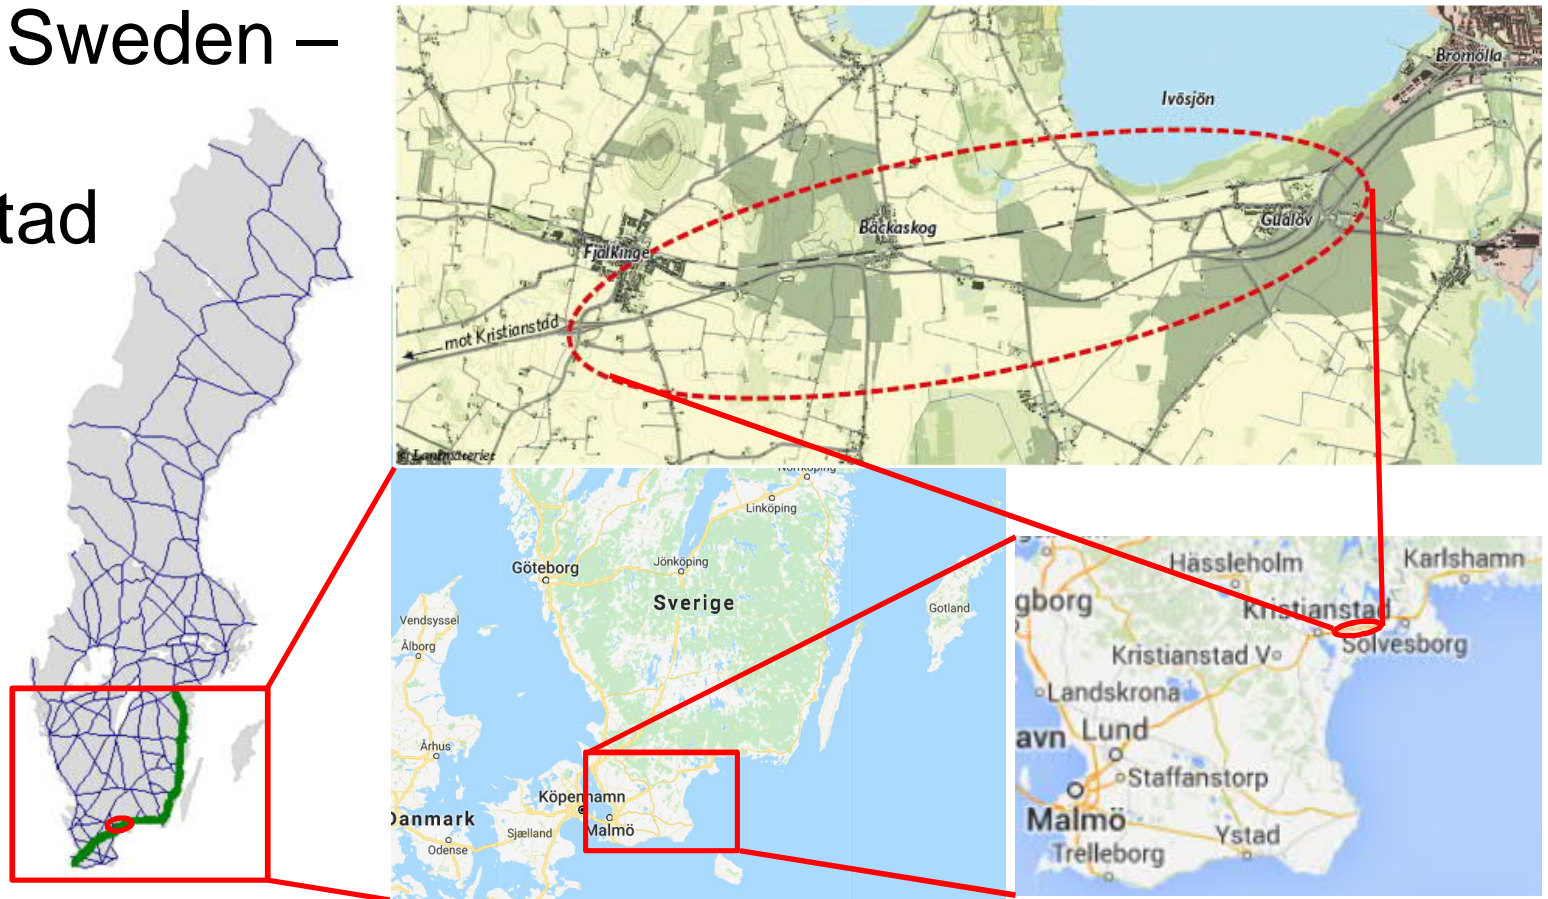 Sweden –
tad
Bromölla
Ivösjön
Bäckaskog
Gualöv
Fjälkinge
mot Kristianstad
© Lantmäteriet
Norrköping
Linköping
Göteborg
Jönköping
Sverige
Gotland
Vendsyssel
Ålborg
Århus
Köpenhamn
Danmark
Sjælland
Malmö
Odense
Hässleholm
Karlshamn
gborg
Kristianstad
Sölvesborg
Kristianstad V
Landskrona
avn
Lund
Staffanstorp
Malmö
Ystad
Trelleborg